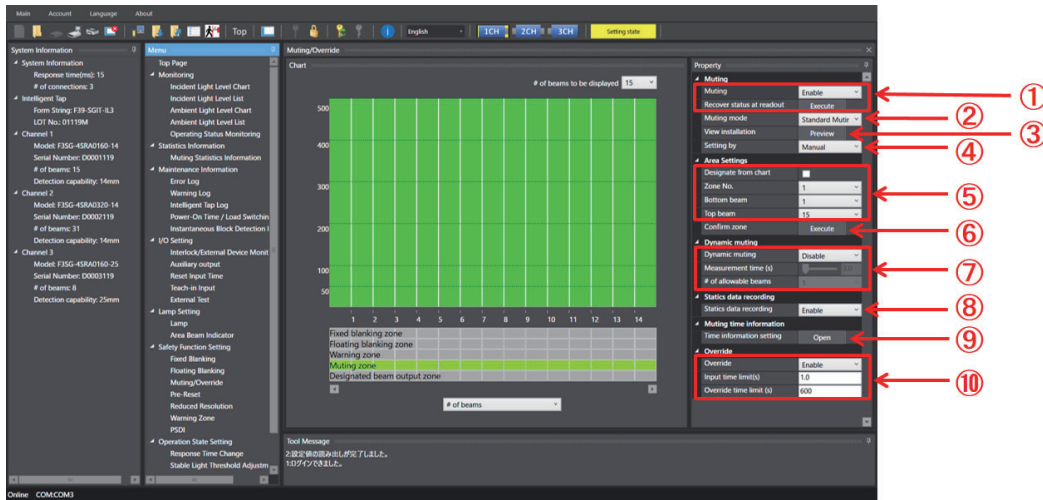 Main Account Language About
Top English 1CH 2CH 3CH Setting state
System Information
System Information
Response time(ms): 15
# of connections: 3
Intelligent Tap
Form String: F39-SGIT-IL3
LOT No.: 01119M
Channel 1
Model: F3SG-4SRA0160-14
Serial Number: D0001119
# of beams: 15
Detection capability: 14mm
Channel 2
Model: F3SG-4SRA0320-14
Serial Number: D0002119
# of beams: 31
Detection capability: 14mm
Channel 3
Model: F3SG-4SRA0160-25
Serial Number: D0003119
# of beams: 8
Detection capability: 25mm
Menu
Top Page
Monitoring
Incident Light Level Chart
Incident Light Level List
Ambient Light Level Chart
Ambient Light Level List
Operating Status Monitoring
Statistics Information
Muting Statistics Information
Maintenance Information
Error Log
Warning Log
Intelligent Tap Log
Power-On Time / Load Switchin
Instantaneous Block Detection I
I/O Setting
Interlock/External Device Monit
Auxiliary output
Reset Input Time
Teach-in Input
External Test
Lamp Setting
Lamp
Area Beam Indicator
Safety Function Setting
Fixed Blanking
Floating Blanking
Muting/Override
Pre-Reset
Reduced Resolution
Warning Zone
PSDI
Operation State Setting
Response Time Change
Stable Light Threshold Adjustm
Muting/Override
Chart
# of beams to be displayed 15
500
400
300
200
100
50
1 2 3 4 5 6 7 8 9 10 11 12 13 14
Fixed blanking zone
Floating blanking zone
Warning zone
Muting zone
Designated beam output zone
# of beams
Tool Message
2:設定値の読み出しが完了しました。
1:ログインできました。
Property
Muting
Muting Enable
Recover status at readout Execute
①
Muting mode Standard Mutir
②
View installation Preview
③
Setting by Manual
④
Area Settings
Designate from chart
Zone No. 1
Bottom beam 1
Top beam 15
⑤
Confirm zone Execute
⑥
Dynamic muting
Dynamic muting Disable
Measurement time (s) 1.0
# of allowable beams 1
⑦
Statics data recording
Statics data recording Enable
⑧
Muting time information
Time information setting Open
⑨
Override
Override Enable
Input time limit(s) 1.0
Override time limit (s) 600
⑩
Online COM:COM3